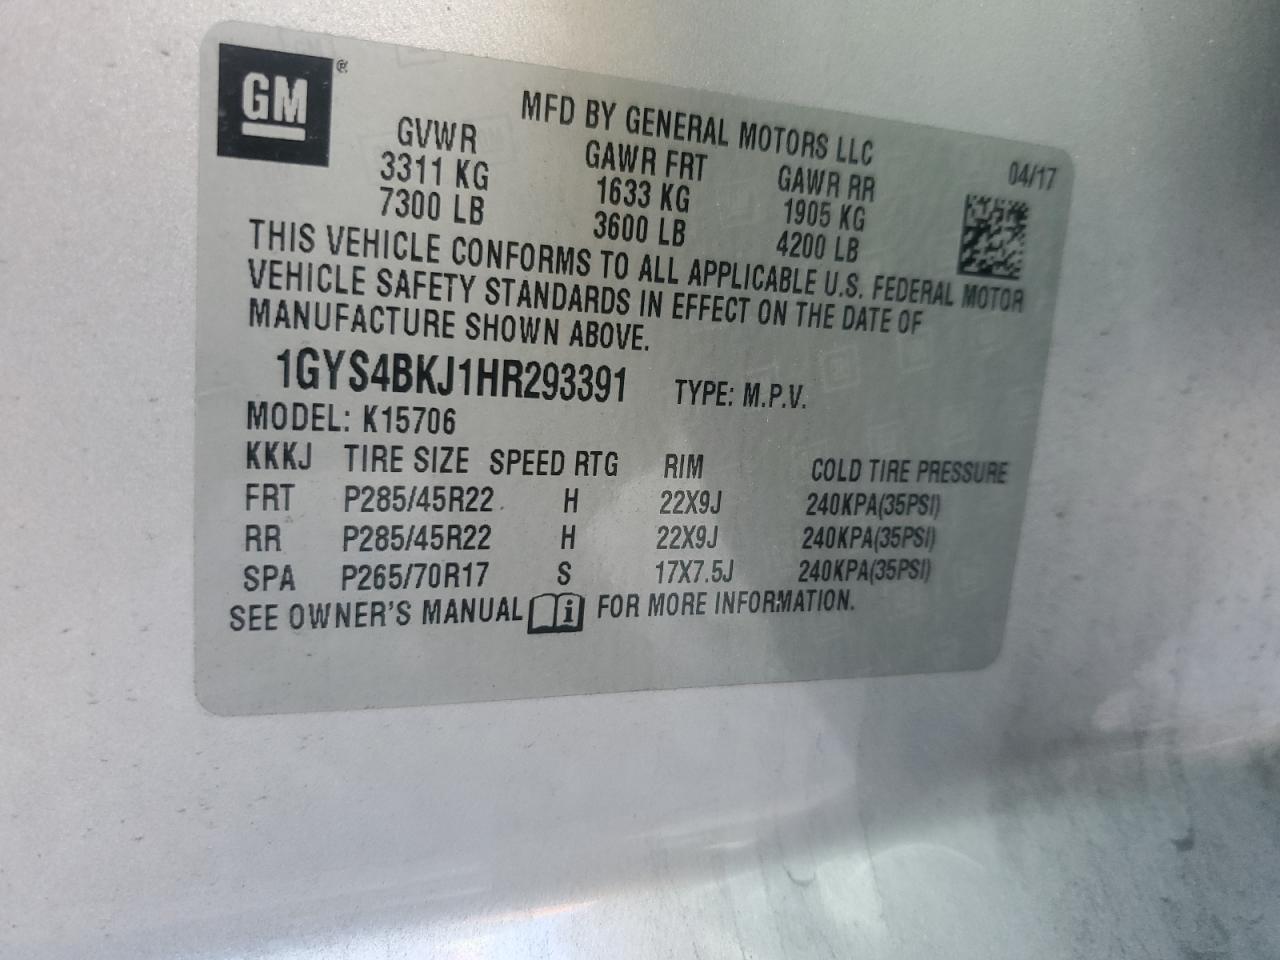 GM®
MFD BY GENERAL MOTORS LLC
04/17
GVWR GAWR FRT GAWR RR
3311 KG 1633 KG 1905 KG
7300 LB 3600 LB 4200 LB
THIS VEHICLE CONFORMS TO ALL APPLICABLE U.S. FEDERAL MOTOR
VEHICLE SAFETY STANDARDS IN EFFECT ON THE DATE OF
MANUFACTURE SHOWN ABOVE.
1GYS4BKJ1HR293391 TYPE: M.P.V.
MODEL: K15706
KKKJ TIRE SIZE SPEED RTG RIM COLD TIRE PRESSURE
FRT P285/45R22 H 22X9J 240KPA(35PSI)
RR P285/45R22 H 22X9J 240KPA(35PSI)
SPA P265/70R17 S 17X7.5J 240KPA(35PSI)
SEE OWNER'S MANUAL i FOR MORE INFORMATION.